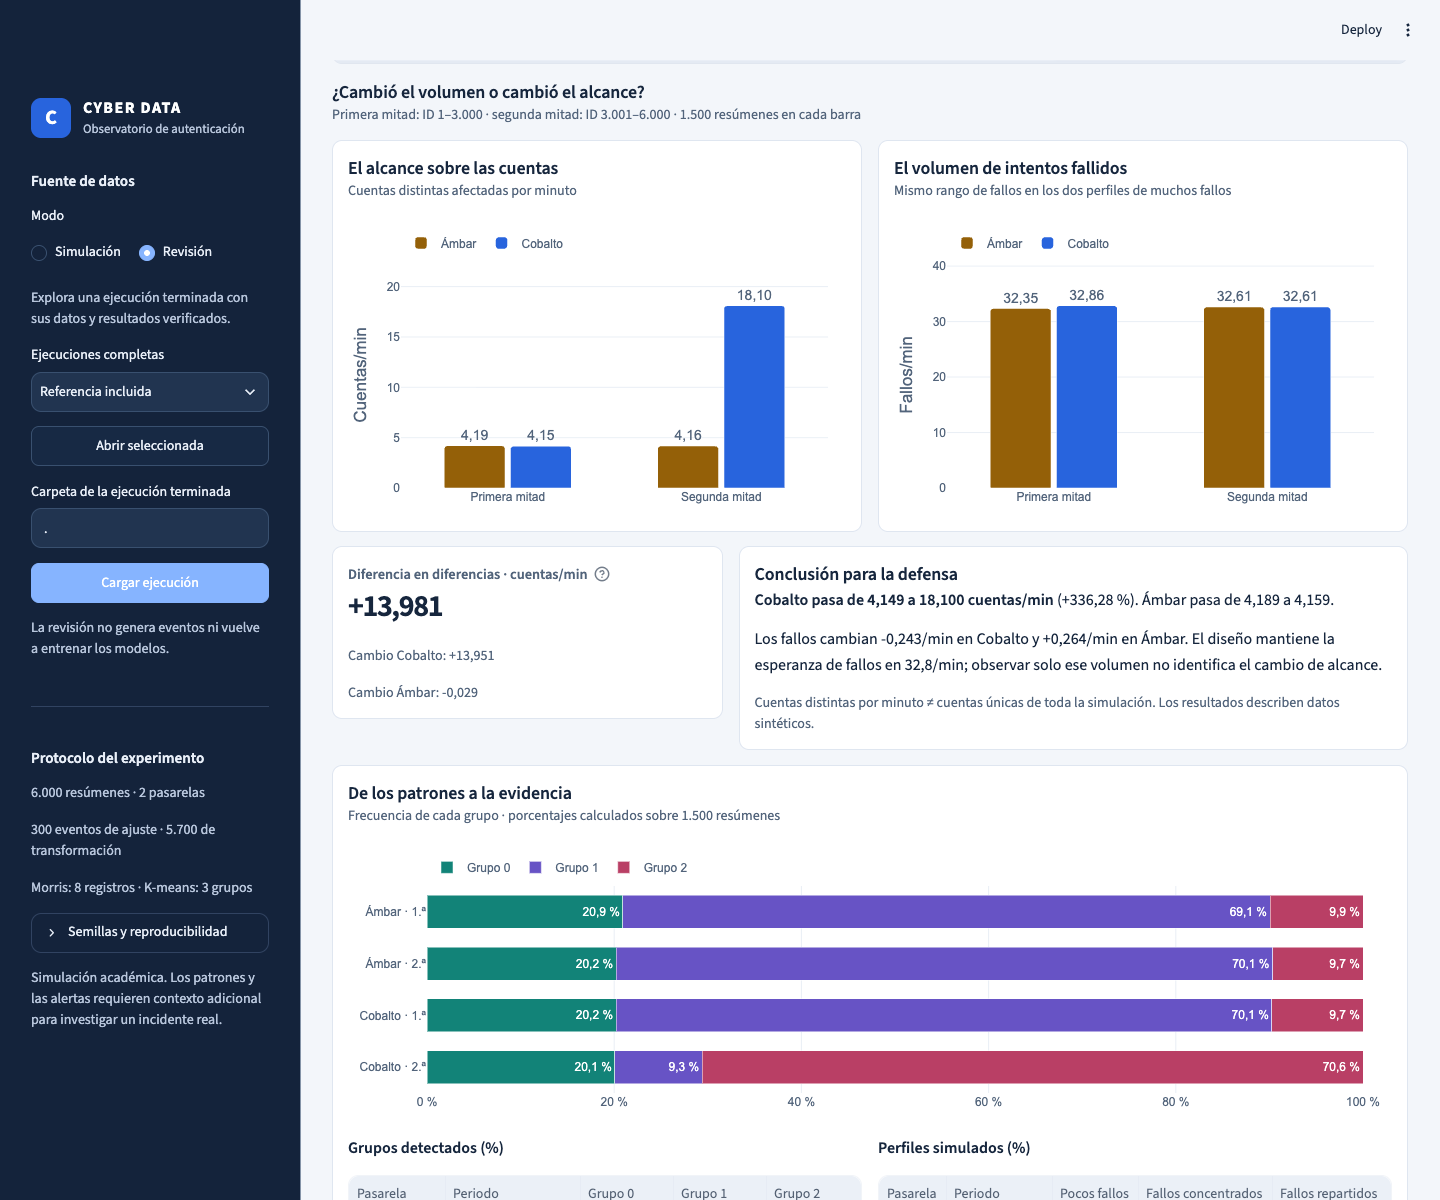 Deploy
C
CYBER DATA
Observatorio de autenticación
Fuente de datos
Modo
Simulación
Revisión
Explora una ejecución terminada con
sus datos y resultados verificados.
Ejecuciones completas
Referencia incluida
Abrir seleccionada
Carpeta de la ejecución terminada
.
Cargar ejecución
La revisión no genera eventos ni vuelve
a entrenar los modelos.
Protocolo del experimento
6.000 resúmenes · 2 pasarelas
300 eventos de ajuste · 5.700 de
transformación
Morris: 8 registros · K-means: 3 grupos
Semillas y reproducibilidad
Simulación académica. Los patrones y
las alertas requieren contexto adicional
para investigar un incidente real.
¿Cambió el volumen o cambió el alcance?
Primera mitad: ID 1–3.000 · segunda mitad: ID 3.001–6.000 · 1.500 resúmenes en cada barra
El alcance sobre las cuentas
Cuentas distintas afectadas por minuto
Ámbar
Cobalto
Cuentas/min
20
15
10
5
0
4,19
4,15
4,16
18,10
Primera mitad
Segunda mitad
El volumen de intentos fallidos
Mismo rango de fallos en los dos perfiles de muchos fallos
Ámbar
Cobalto
Fallos/min
40
30
20
10
0
32,35
32,86
32,61
32,61
Primera mitad
Segunda mitad
Diferencia en diferencias · cuentas/min ?
+13,981
Cambio Cobalto: +13,951
Cambio Ámbar: -0,029
Conclusión para la defensa
Cobalto pasa de 4,149 a 18,100 cuentas/min (+336,28 %). Ámbar pasa de 4,189 a 4,159.
Los fallos cambian -0,243/min en Cobalto y +0,264/min en Ámbar. El diseño mantiene la
esperanza de fallos en 32,8/min; observar solo ese volumen no identifica el cambio de alcance.
Cuentas distintas por minuto ≠ cuentas únicas de toda la simulación. Los resultados describen datos
sintéticos.
De los patrones a la evidencia
Frecuencia de cada grupo · porcentajes calculados sobre 1.500 resúmenes
Grupo 0
Grupo 1
Grupo 2
Ámbar · 1.ª 20,9 % 69,1 % 9,9 %
Ámbar · 2.ª 20,2 % 70,1 % 9,7 %
Cobalto · 1.ª 20,2 % 70,1 % 9,7 %
Cobalto · 2.ª 20,1 % 9,3 % 70,6 %
0 % 20 % 40 % 60 % 80 % 100 %
Grupos detectados (%)
Pasarela Periodo Grupo 0 Grupo 1 Grupo 2
Perfiles simulados (%)
Pasarela Periodo Pocos fallos Fallos concentrados Fallos repartidos